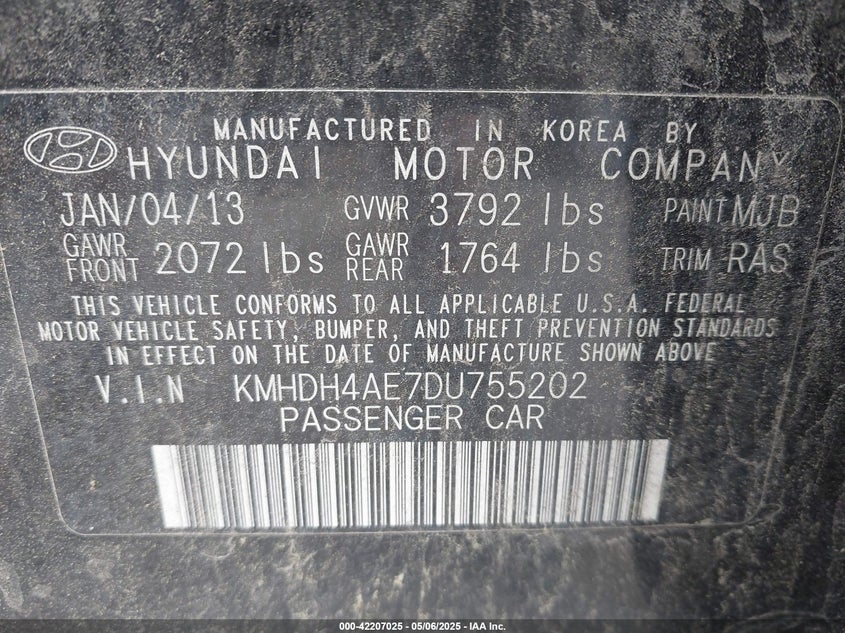 MANUFACTURED IN KOREA BY
HYUNDAI MOTOR COMPANY
JAN/04/13 GVWR 3792 lbs PAINT MJB
GAWR FRONT 2072 lbs GAWR REAR 1764 lbs TRIM RAS
THIS VEHICLE CONFORMS TO ALL APPLICABLE U.S.A. FEDERAL
MOTOR VEHICLE SAFETY, BUMPER, AND THEFT PREVENTION STANDARDS
IN EFFECT ON THE DATE OF MANUFACTURE SHOWN ABOVE
V.I.N KMHDH4AE7DU755202
PASSENGER CAR
000-42207025 - 05/06/2025 - IAA Inc.